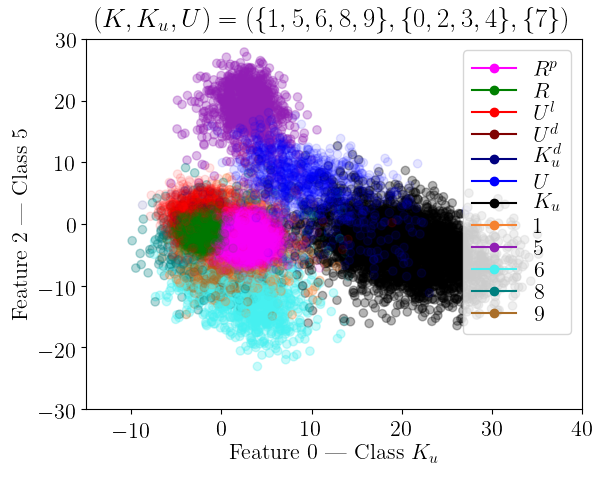 (K, K_u, U) = ({1, 5, 6, 8, 9}, {0, 2, 3, 4}, {7})
30
20
10
0
−10
−20
−30
Feature 2 — Class 5
R^p
R
U^l
U^d
K_u^d
U
K_u
1
5
6
8
9
−10
0
10
20
30
40
Feature 0 — Class K_u